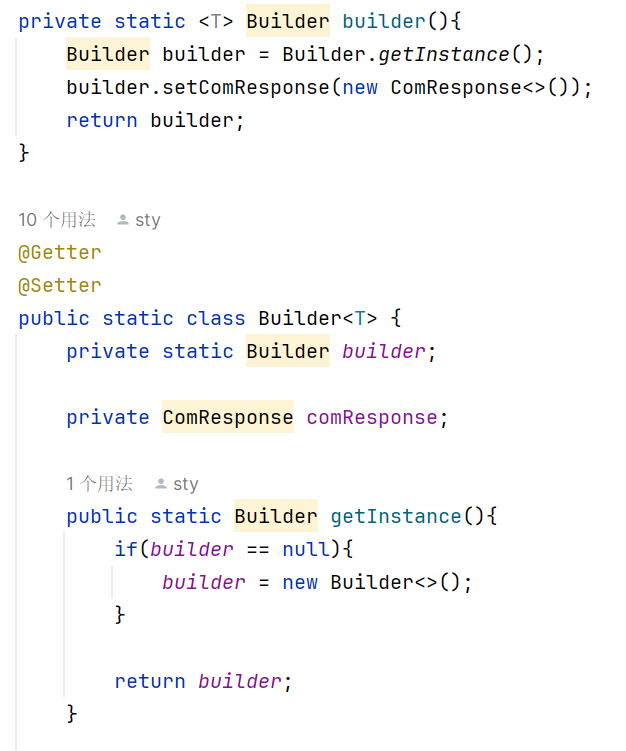 private static <T> Builder builder(){
Builder builder = Builder.getInstance();
builder.setComResponse(new ComResponse<>());
return builder;
}
10 个用法 sty
@Getter
@Setter
public static class Builder<T> {
private static Builder builder;
private ComResponse comResponse;
1 个用法 sty
public static Builder getInstance(){
if(builder == null){
builder = new Builder<>();
}
return builder;
}